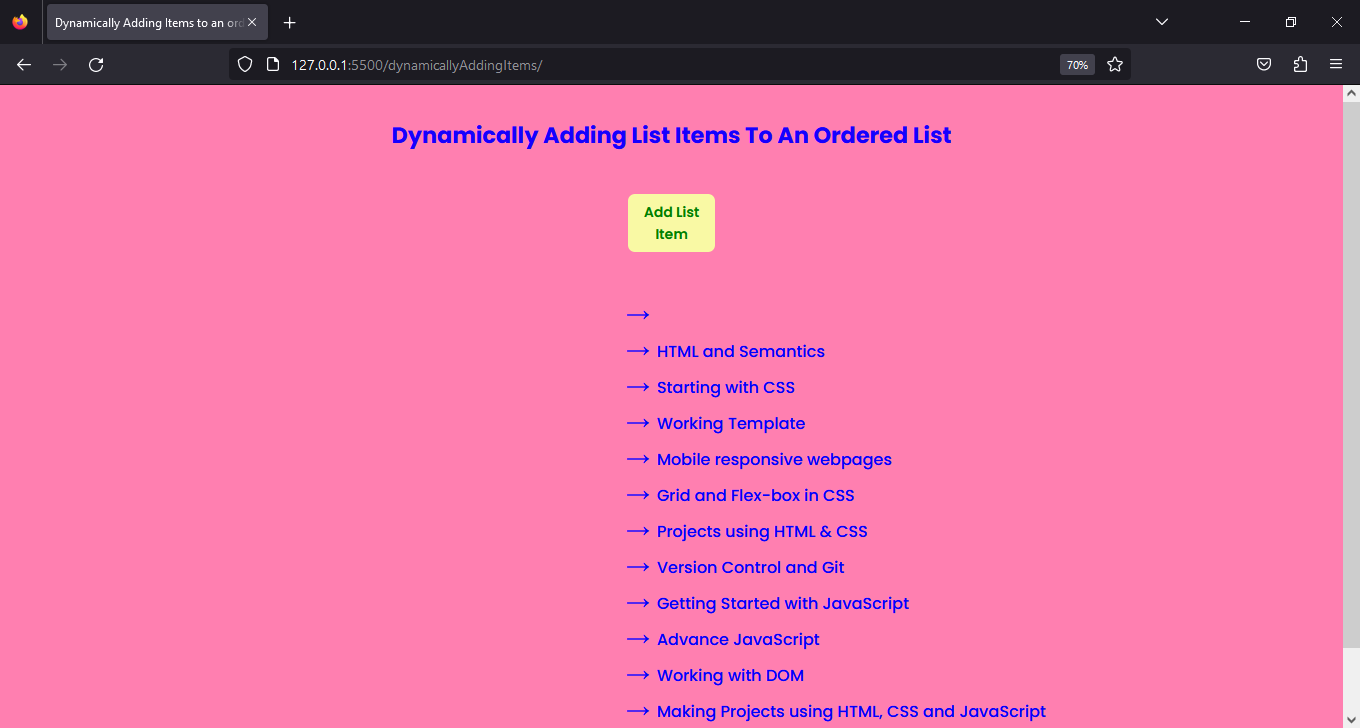 Dynamically Adding Items to an ord
127.0.0.1:5500/dynamicallyAddingItems/
70%
Dynamically Adding List Items To An Ordered List
Add List
Item
⟶
⟶ HTML and Semantics
⟶ Starting with CSS
⟶ Working Template
⟶ Mobile responsive webpages
⟶ Grid and Flex-box in CSS
⟶ Projects using HTML & CSS
⟶ Version Control and Git
⟶ Getting Started with JavaScript
⟶ Advance JavaScript
⟶ Working with DOM
⟶ Making Projects using HTML, CSS and JavaScript